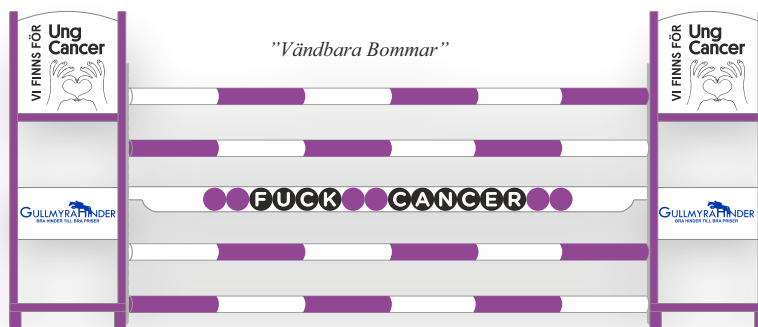 VI FINNS FÖR
Ung
Cancer
"Vändbara Bommar"
VI FINNS FÖR
Ung
Cancer
FUCK CANCER
GULLMYRAHINDER
BRA HINDER TILL BRA PRISER
GULLMYRAHINDER
BRA HINDER TILL BRA PRISER